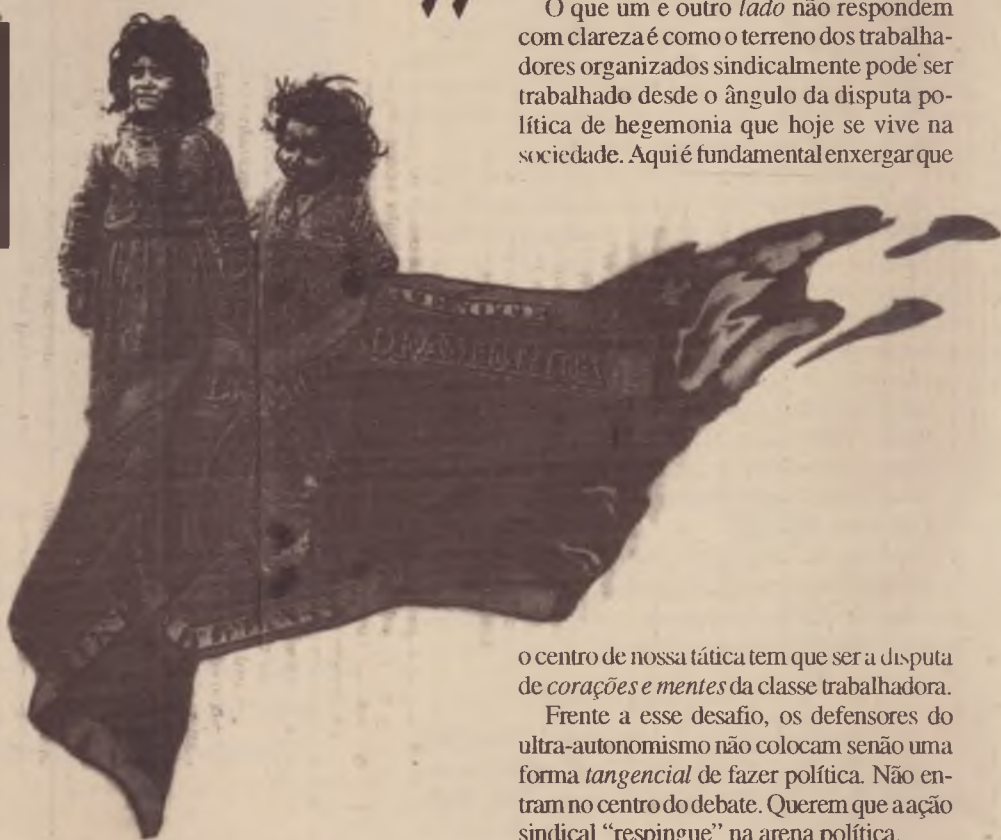 O que um e outro lado não respondem
com clareza é como o terreno dos trabalha-
dores organizados sindicalmente pode ser
trabalhado desde o ângulo da disputa po-
lítica de hegemonia que hoje se vive na
sociedade. Aqui é fundamental enxergar que
o centro de nossa tática tem que ser a disputa
de corações e mentes da classe trabalhadora.
Frente a esse desafio, os defensores do
ultra-autonomismo não colocam senão uma
forma tangencial de fazer política. Não en-
tram no centro do debate. Querem que a ação
sindical “respingue” na arena política.